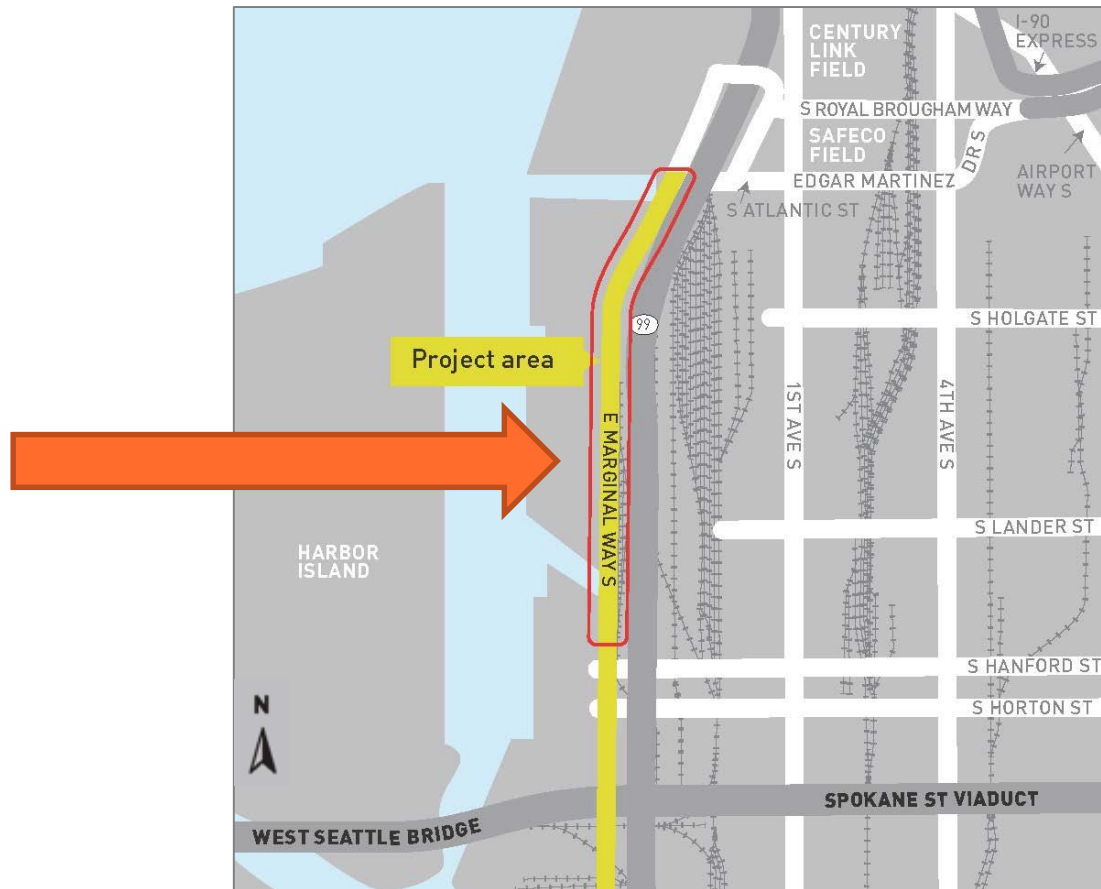 CENTURY
LINK
FIELD
I-90
EXPRESS
S ROYAL BROUGHAM WAY
SAFECO
FIELD
EDGAR MARTINEZ DR S
AIRPORT
WAY S
S ATLANTIC ST
99
S HOLGATE ST
Project area
E MARGINAL WAY S
1ST AVE S
4TH AVE S
S LANDER ST
HARBOR
ISLAND
S HANFORD ST
N
S HORTON ST
SPOKANE ST VIADUCT
WEST SEATTLE BRIDGE